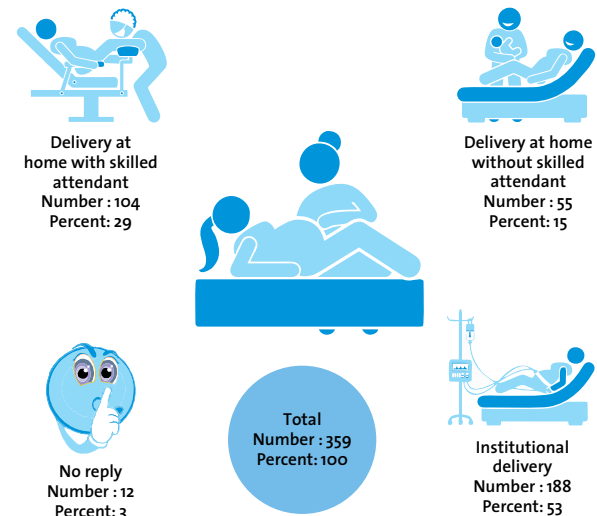 Delivery at
home with skilled
attendant
Number : 104
Percent: 29
Delivery at home
without skilled
attendant
Number : 55
Percent: 15
No reply
Number : 12
Percent: 3
Total
Number : 359
Percent: 100
Institutional
delivery
Number : 188
Percent: 53